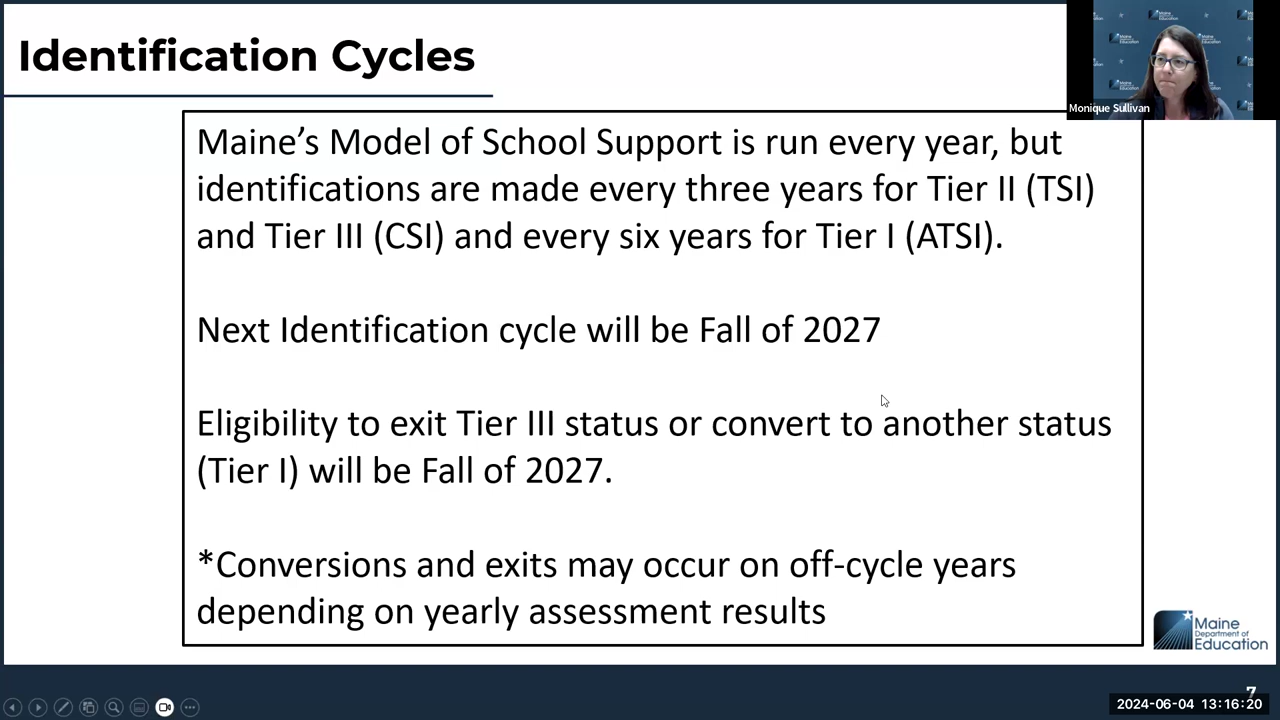 Identification Cycles
Monique Sullivan
Maine’s Model of School Support is run every year, but
identifications are made every three years for Tier II (TSI)
and Tier III (CSI) and every six years for Tier I (ATSI).
Next Identification cycle will be Fall of 2027
Eligibility to exit Tier III status or convert to another status
(Tier I) will be Fall of 2027.
*Conversions and exits may occur on off-cycle years
depending on yearly assessment results
Maine
Department of
Education
7
2024-06-04 13:16:20